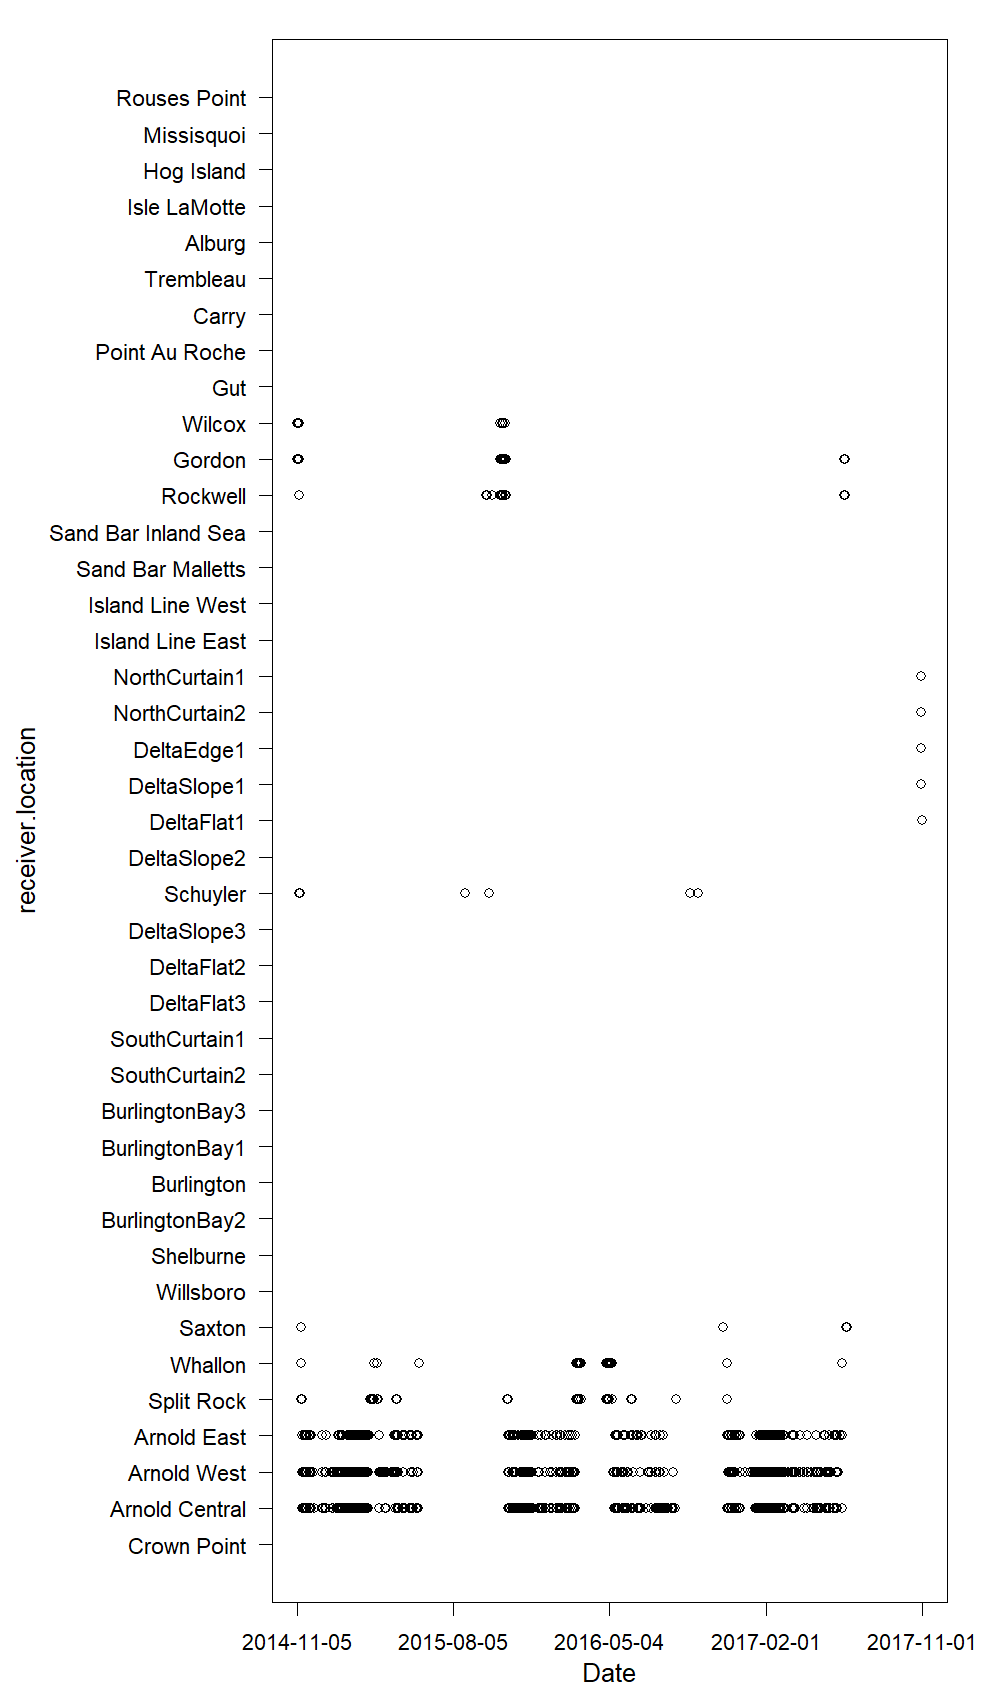 Rouses Point
Missisquoi
Hog Island
Isle LaMotte
Alburg
Trembleau
Carry
Point Au Roche
Gut
Wilcox
Gordon
Rockwell
Sand Bar Inland Sea
Sand Bar Malletts
Island Line West
Island Line East
NorthCurtain1
NorthCurtain2
DeltaEdge1
DeltaSlope1
DeltaFlat1
DeltaSlope2
Schuyler
DeltaSlope3
DeltaFlat2
DeltaFlat3
SouthCurtain1
SouthCurtain2
BurlingtonBay3
BurlingtonBay1
Burlington
BurlingtonBay2
Shelburne
Willsboro
Saxton
Whallon
Split Rock
Arnold East
Arnold West
Arnold Central
Crown Point
receiver.location
2014-11-05 2015-08-05 2016-05-04 2017-02-01 2017-11-01
Date